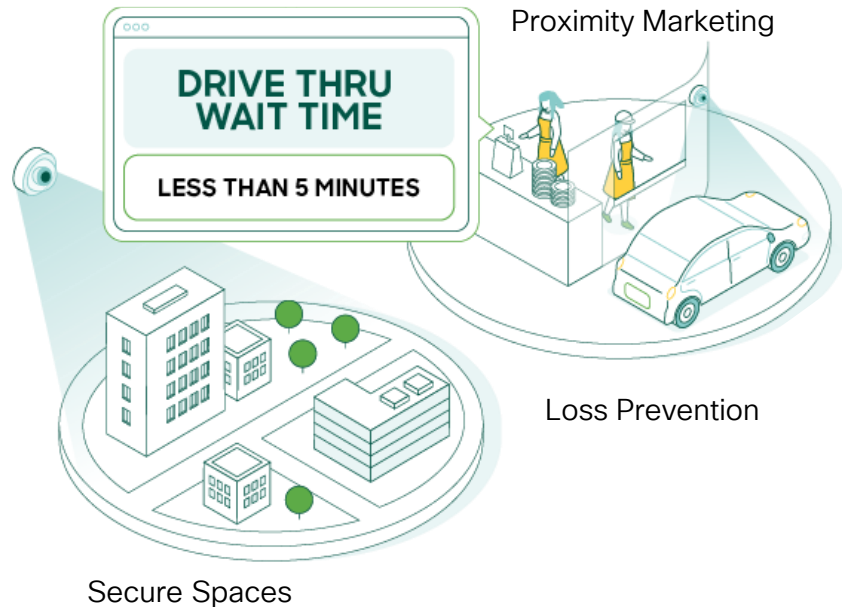 Proximity Marketing
DRIVE THRU
WAIT TIME
LESS THAN 5 MINUTES
Loss Prevention
Secure Spaces